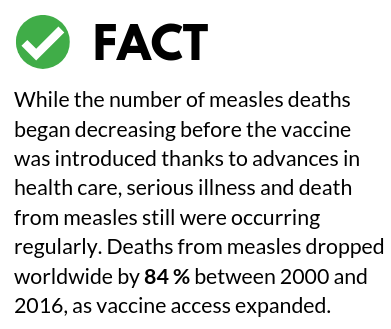 FACT
While the number of measles deaths
began decreasing before the vaccine
was introduced thanks to advances in
health care, serious illness and death
from measles still were occurring
regularly. Deaths from measles dropped
worldwide by 84 % between 2000 and
2016, as vaccine access expanded.